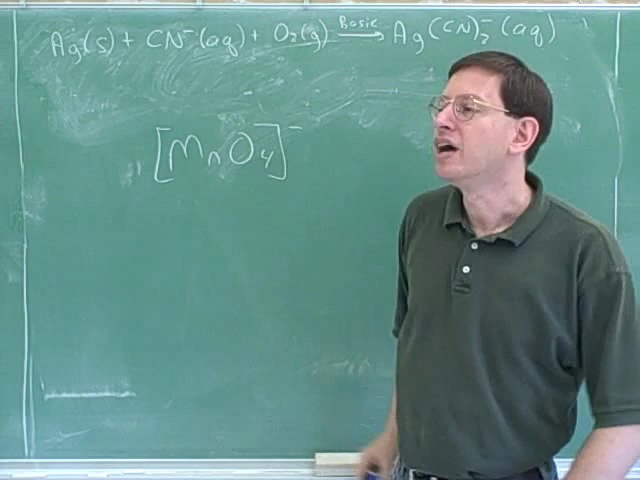 Ag(s) + CN⁻(aq) + O₂(g) Basic → Ag(CN)₂⁻(aq)
[MnO₄]⁻